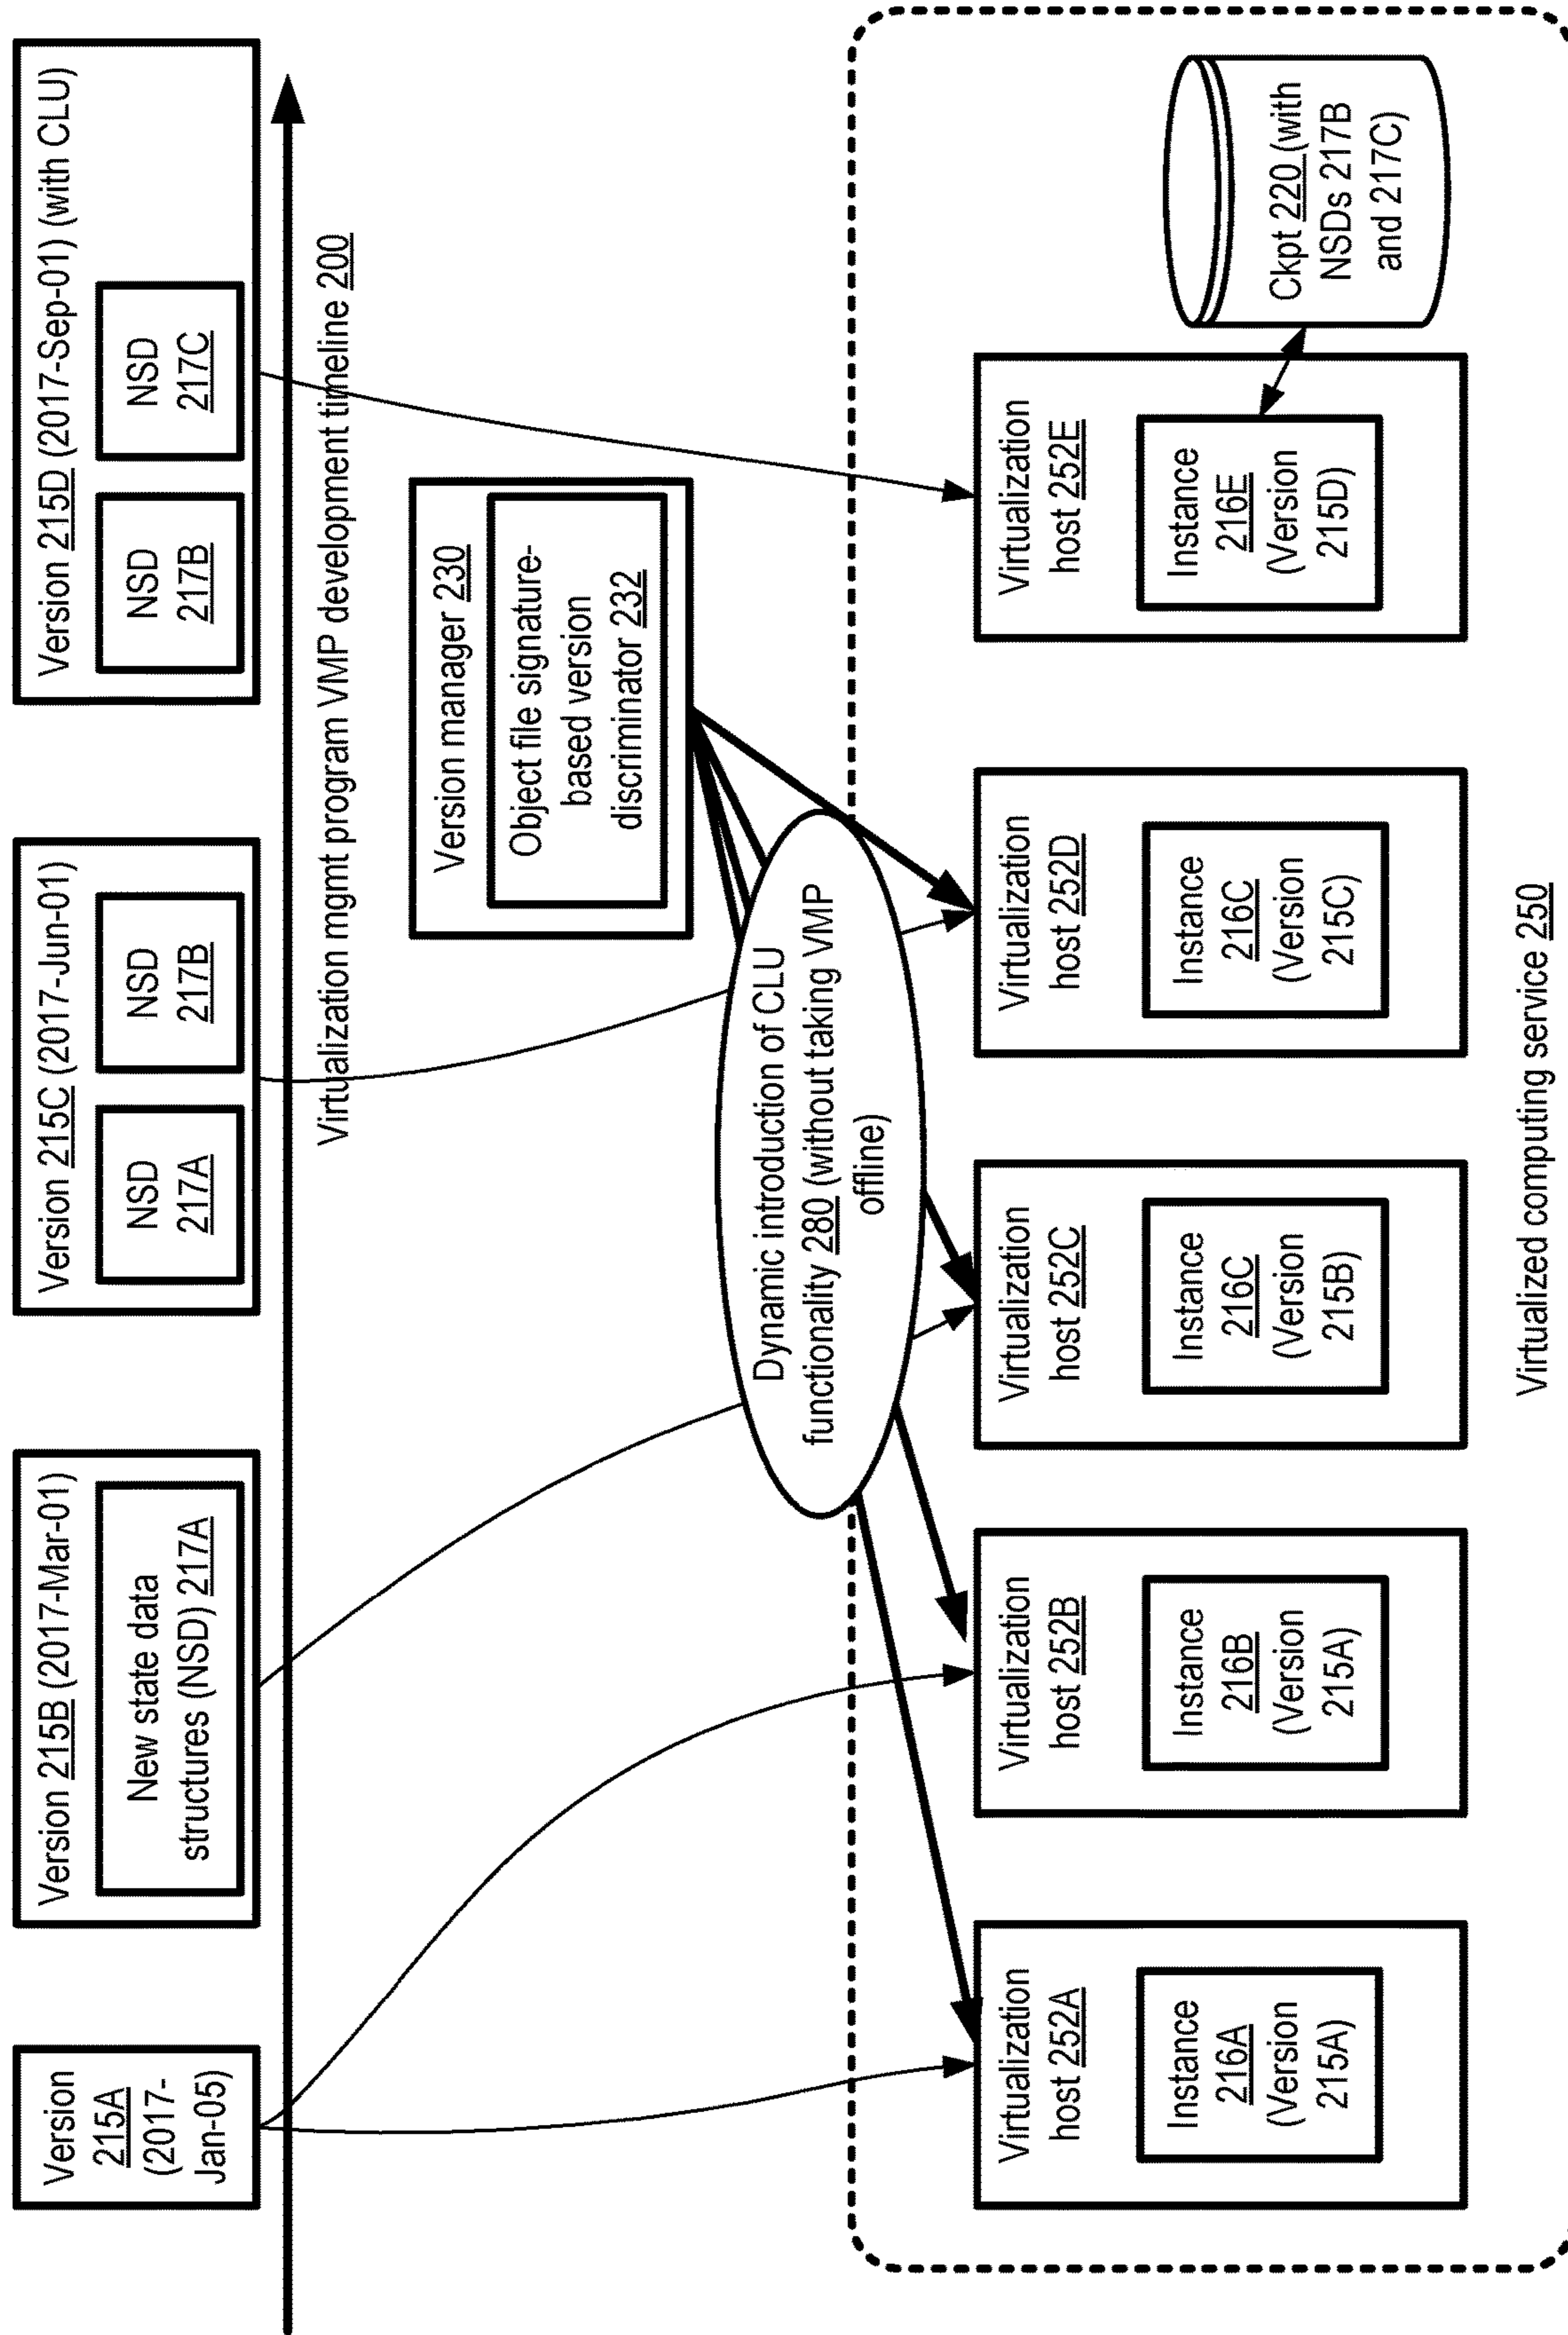 Version
215A
(2017-
Jan-05)
Version 215B (2017-Mar-01)
New state data
structures (NSD) 217A
Version 215C (2017-Jun-01)
NSD
217A
NSD
217B
Version 215D (2017-Sep-01) (with CLU)
NSD
217B
NSD
217C
Virtualization mgmt program VMP development timeline 200
Version manager 230
Object file signature-
based version
discriminator 232
Dynamic introduction of CLU
functionality 280 (without taking VMP
offline)
Virtualization
host 252A
Instance
216A
(Version
215A)
Virtualization
host 252B
Instance
216B
(Version
215A)
Virtualization
host 252C
Instance
216C
(Version
215B)
Virtualization
host 252D
Instance
216C
(Version
215C)
Virtualization
host 252E
Instance
216E
(Version
215D)
Ckpt 220 (with
NSDs 217B
and 217C)
Virtualized computing service 250